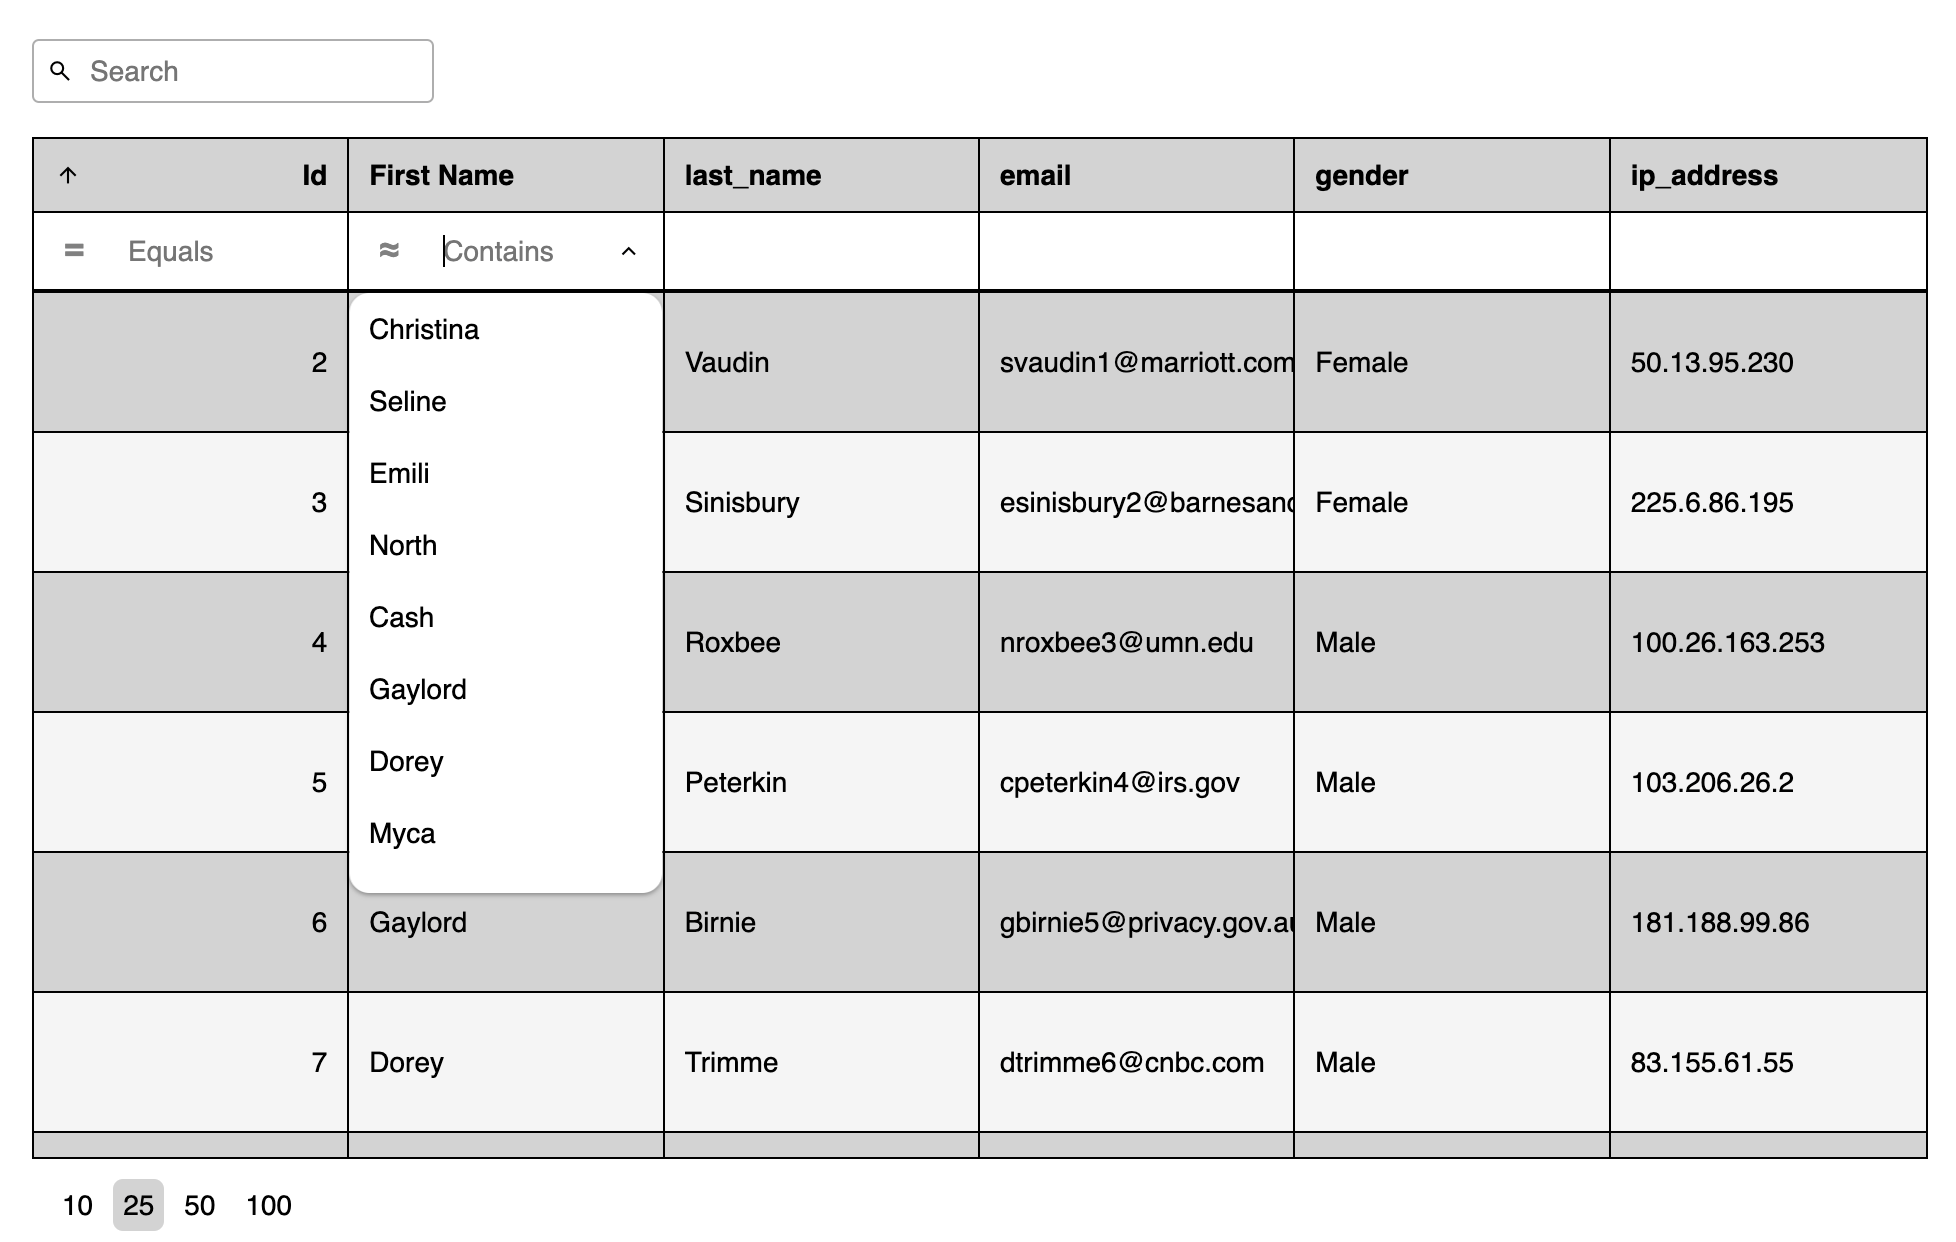 Search
Id First Name last_name email gender ip_address
= Equals ≈ Contains
Christina
2 Vaudin svaudin1@marriott.com Female 50.13.95.230
Seline
Emili
3 Sinisbury esinisbury2@barnesand Female 225.6.86.195
North
Cash
4 Roxbee nroxbee3@umn.edu Male 100.26.163.253
Gaylord
Dorey
5 Peterkin cpeterkin4@irs.gov Male 103.206.26.2
Myca
6 Gaylord Birnie gbirnie5@privacy.gov.au Male 181.188.99.86
7 Dorey Trimme dtrimme6@cnbc.com Male 83.155.61.55
10 25 50 100